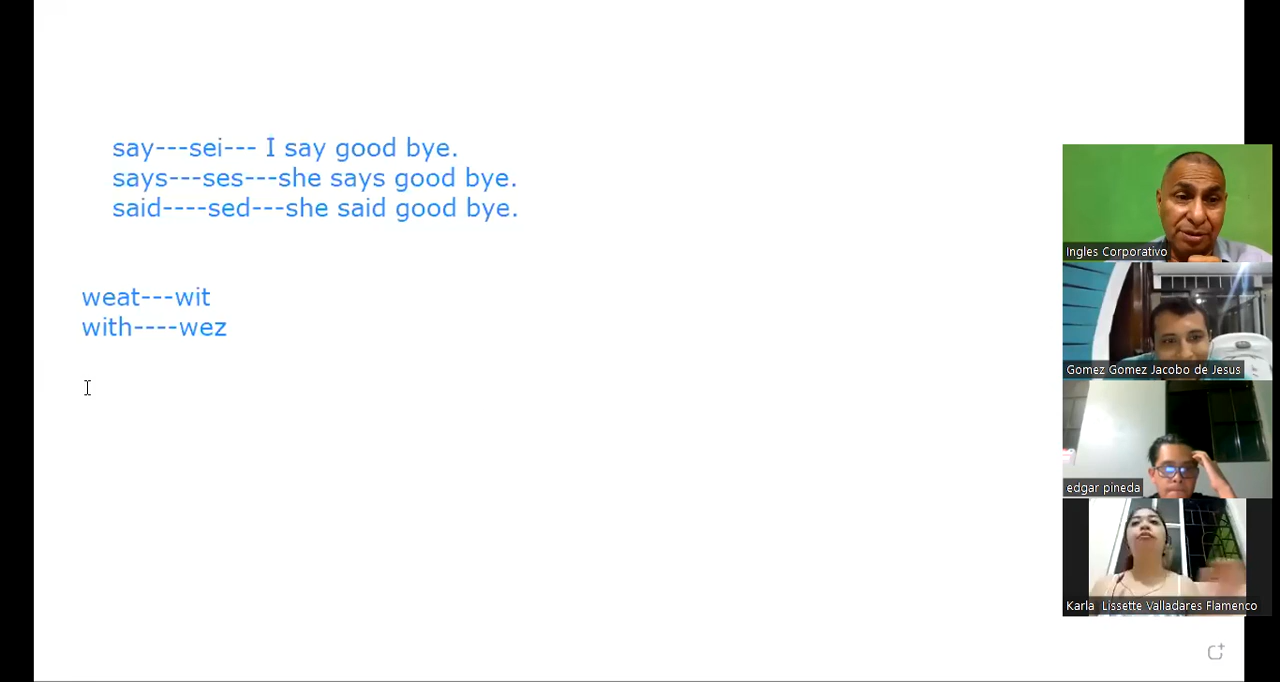 say---sei--- I say good bye.
says---ses---she says good bye.
said----sed---she said good bye.
weat---wit
with----wez
Ingles Corporativo
Gomez Gomez Jacobo de Jesus
edgar pineda
Karla Lissette Valladares Flamenco